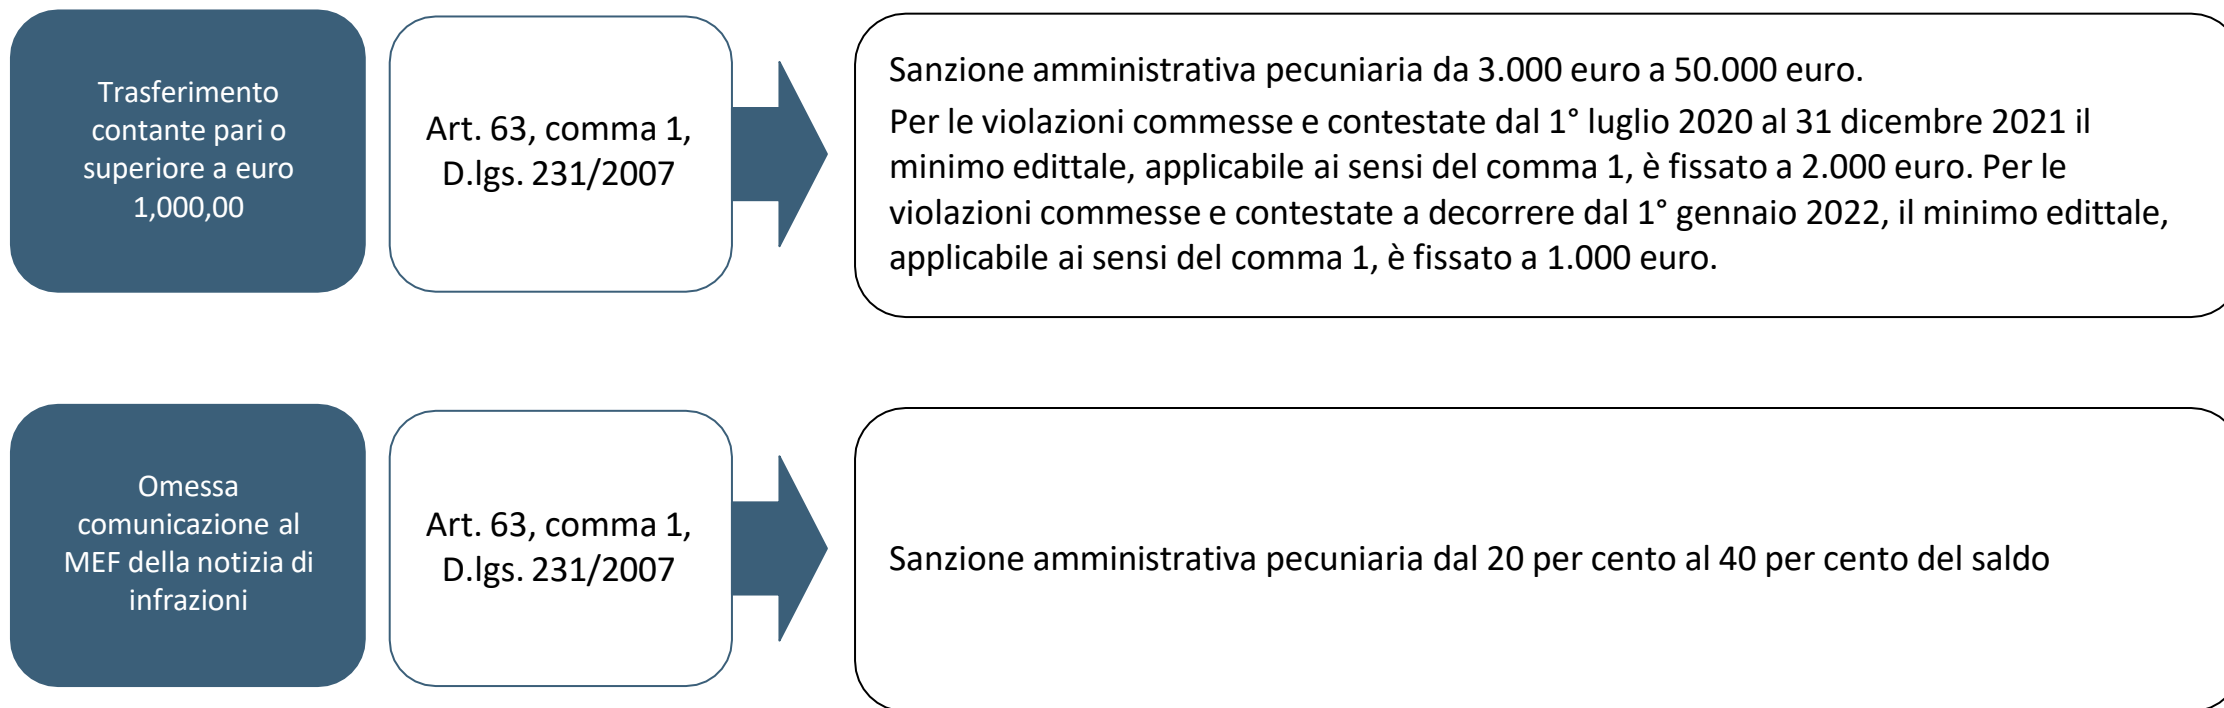 Trasferimento
contante pari o
superiore a euro
1,000,00
Art. 63, comma 1,
D.lgs. 231/2007
Sanzione amministrativa pecuniaria da 3.000 euro a 50.000 euro.
Per le violazioni commesse e contestate dal 1° luglio 2020 al 31 dicembre 2021 il
minimo edittale, applicabile ai sensi del comma 1, è fissato a 2.000 euro. Per le
violazioni commesse e contestate a decorrere dal 1° gennaio 2022, il minimo edittale,
applicabile ai sensi del comma 1, è fissato a 1.000 euro.
Omessa
comunicazione al
MEF della notizia di
infrazioni
Art. 63, comma 1,
D.lgs. 231/2007
Sanzione amministrativa pecuniaria dal 20 per cento al 40 per cento del saldo